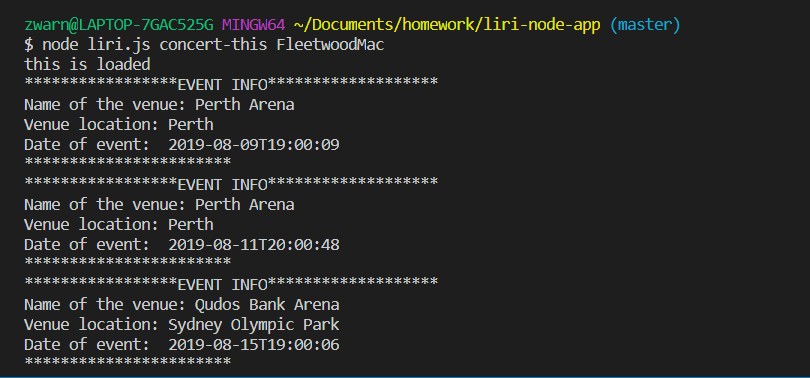 zwarn@LAPTOP-7GAC525G MINGW64 ~/Documents/homework/liri-node-app (master)
$ node liri.js concert-this FleetwoodMac
this is loaded
*****************EVENT INFO*******************
Name of the venue: Perth Arena
Venue location: Perth
Date of event:  2019-08-09T19:00:09
***********************
*****************EVENT INFO*******************
Name of the venue: Perth Arena
Venue location: Perth
Date of event:  2019-08-11T20:00:48
***********************
*****************EVENT INFO*******************
Name of the venue: Qudos Bank Arena
Venue location: Sydney Olympic Park
Date of event:  2019-08-15T19:00:06
***********************